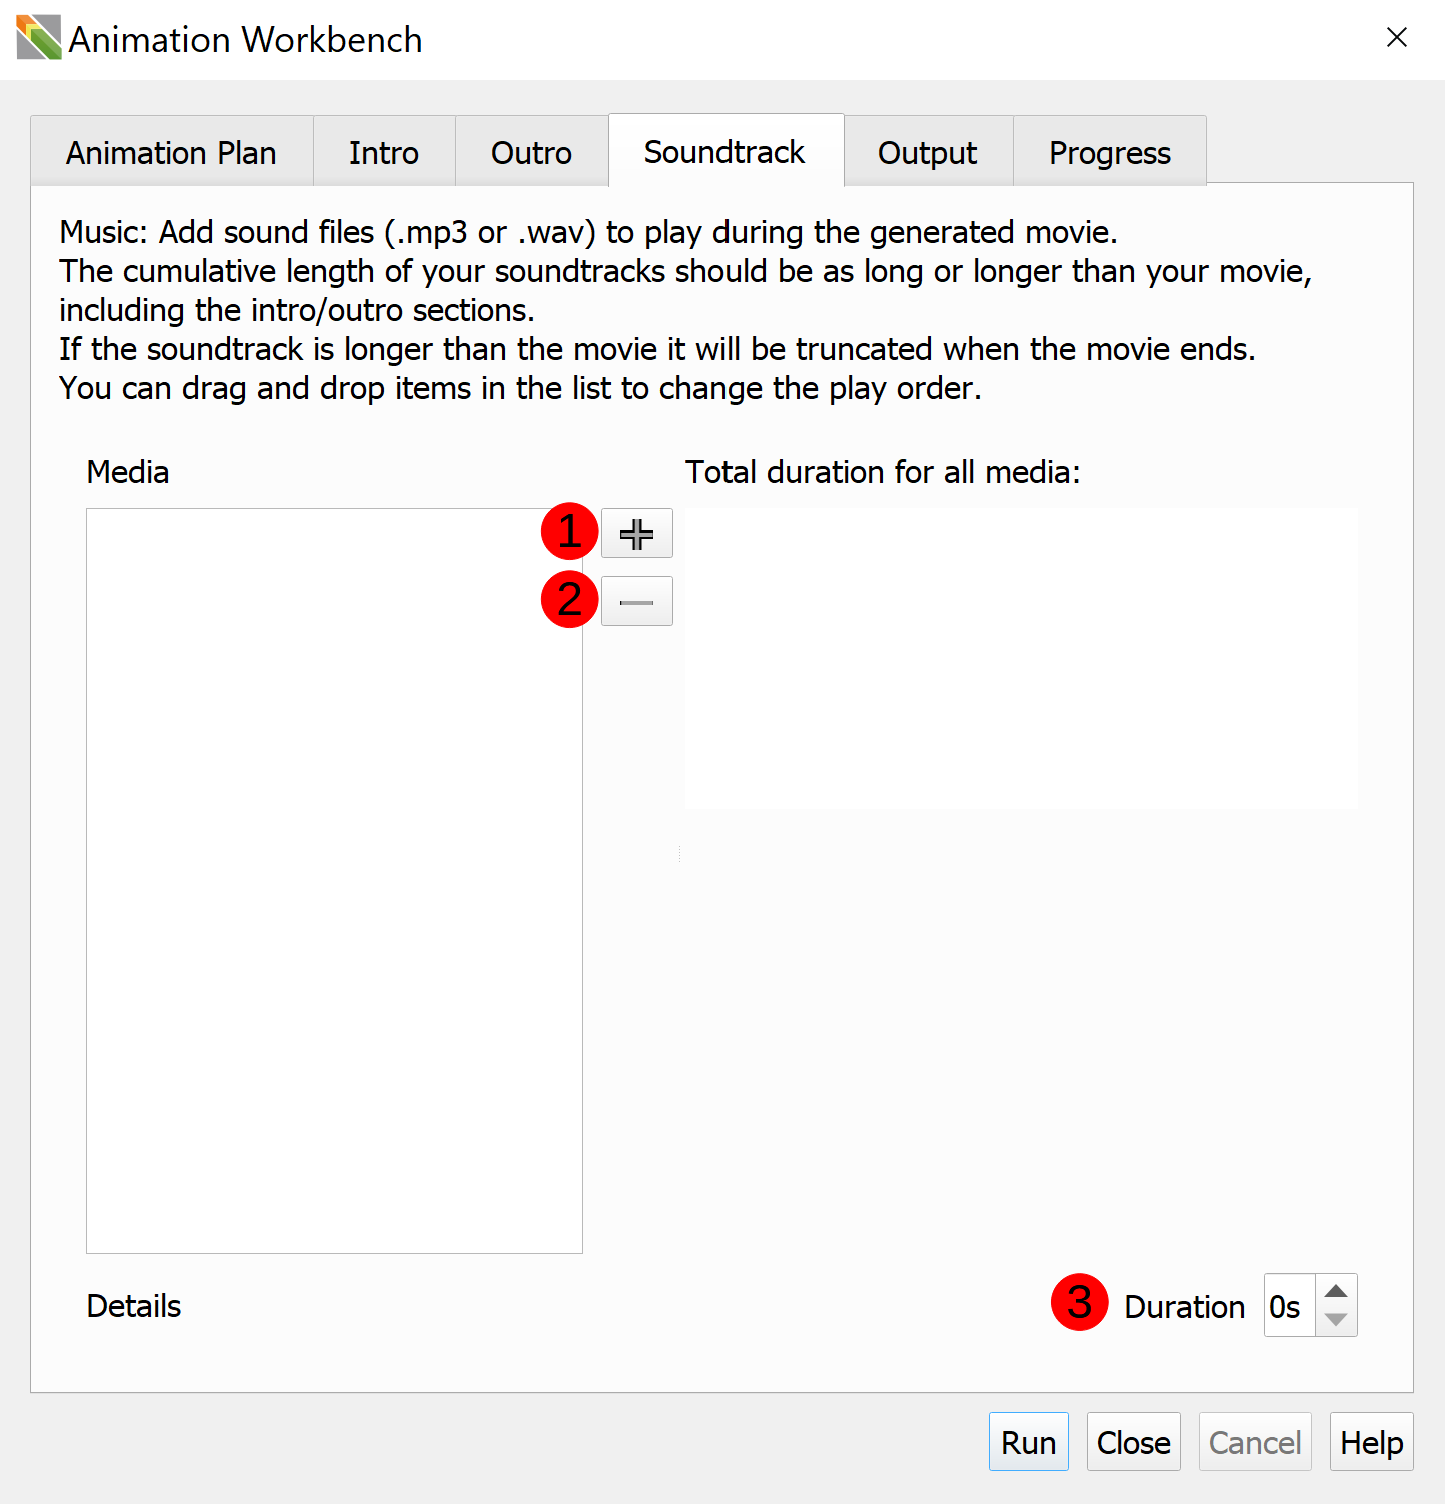 Animation Workbench
Animation Plan Intro Outro Soundtrack Output Progress
Music: Add sound files (.mp3 or .wav) to play during the generated movie.
The cumulative length of your soundtracks should be as long or longer than your movie,
including the intro/outro sections.
If the soundtrack is longer than the movie it will be truncated when the movie ends.
You can drag and drop items in the list to change the play order.
Media
Total duration for all media:
1
2
Details
3 Duration 0s
Run Close Cancel Help